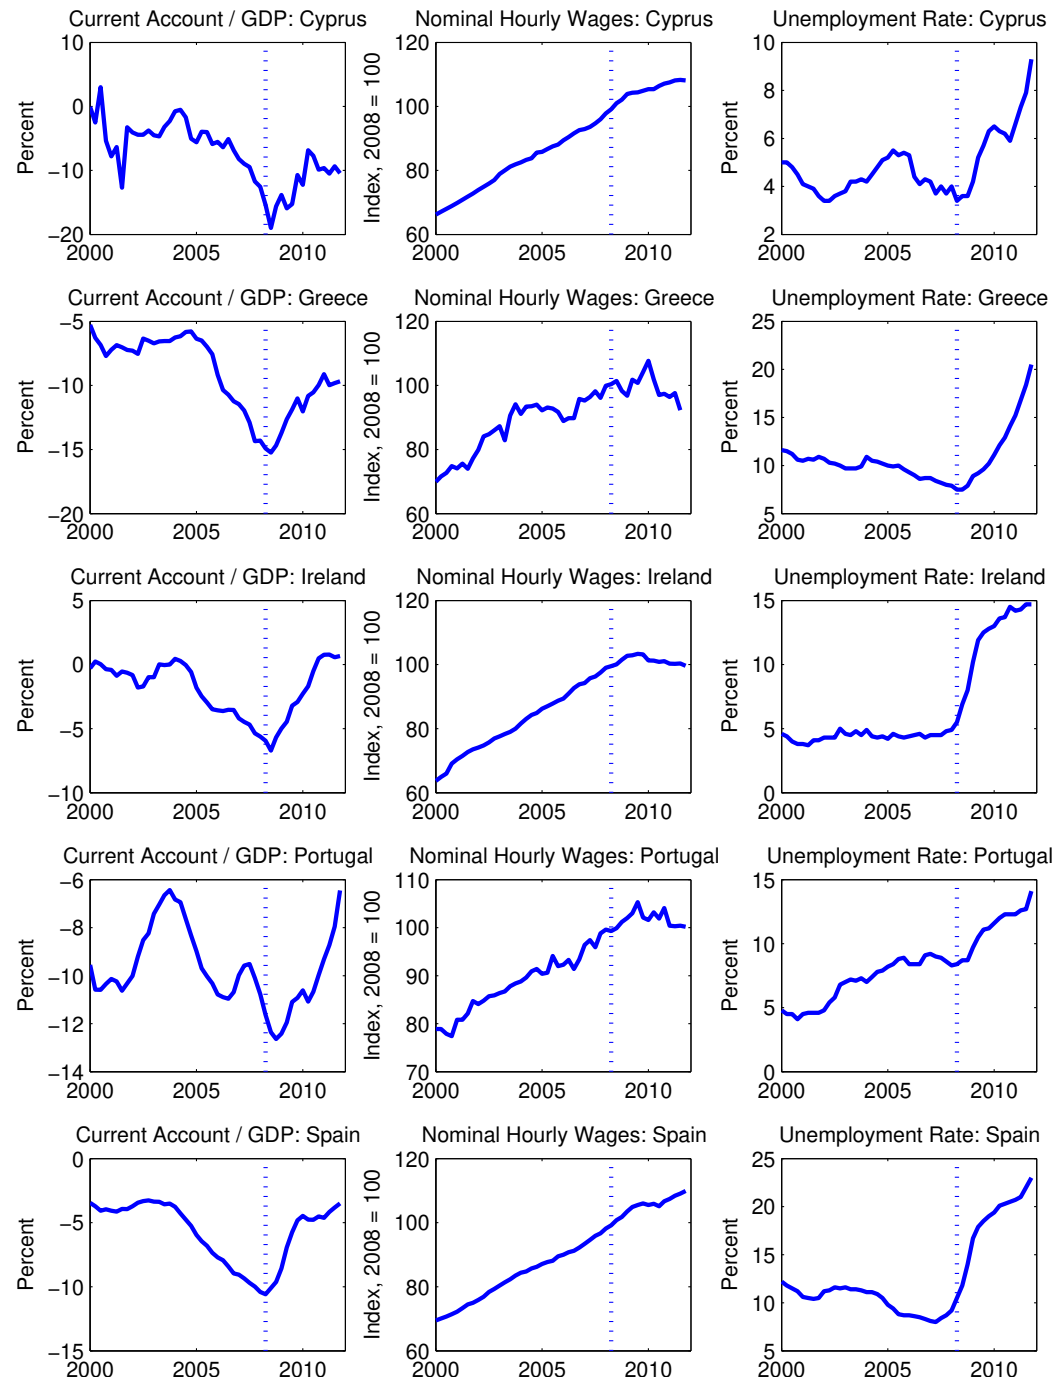 Current Account / GDP: Cyprus
10
0
−10
−20
Percent
2000 2005 2010
Nominal Hourly Wages: Cyprus
120
100
80
60
Index, 2008 = 100
2000 2005 2010
Unemployment Rate: Cyprus
10
8
6
4
2
Percent
2000 2005 2010
Current Account / GDP: Greece
−5
−10
−15
−20
Percent
2000 2005 2010
Nominal Hourly Wages: Greece
120
100
80
60
Index, 2008 = 100
2000 2005 2010
Unemployment Rate: Greece
25
20
15
10
5
Percent
2000 2005 2010
Current Account / GDP: Ireland
5
0
−5
−10
Percent
2000 2005 2010
Nominal Hourly Wages: Ireland
120
100
80
60
Index, 2008 = 100
2000 2005 2010
Unemployment Rate: Ireland
15
10
5
0
Percent
2000 2005 2010
Current Account / GDP: Portugal
−6
−8
−10
−12
−14
Percent
2000 2005 2010
Nominal Hourly Wages: Portugal
110
100
90
80
70
Index, 2008 = 100
2000 2005 2010
Unemployment Rate: Portugal
15
10
5
0
Percent
2000 2005 2010
Current Account / GDP: Spain
0
−5
−10
−15
Percent
2000 2005 2010
Nominal Hourly Wages: Spain
120
100
80
60
Index, 2008 = 100
2000 2005 2010
Unemployment Rate: Spain
25
20
15
10
5
Percent
2000 2005 2010